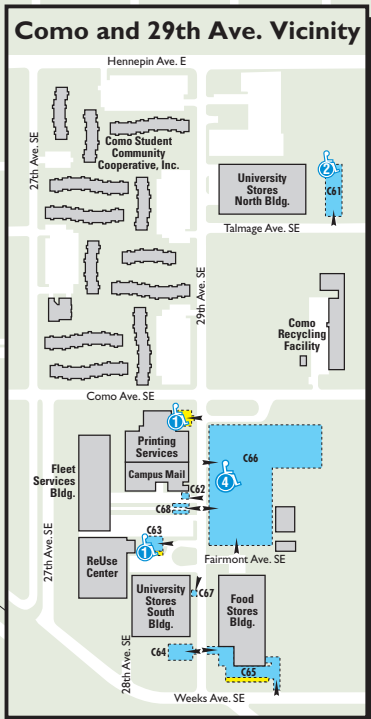 Como and 29th Ave. Vicinity
Hennepin Ave. E
27th Ave. SE
Como Student
Community
Cooperative, Inc.
2
C61
University
Stores
North Bldg.
Talmage Ave. SE
29th Ave. SE
Como
Recycling
Facility
Como Ave. SE
1
Printing
Services
C66
Fleet
Services
Bldg.
Campus Mail
4
C62
C68
27th Ave. SE
C63
1
ReUse
Center
Fairmont Ave. SE
University
Stores
South
Bldg.
C67
Food
Stores
Bldg.
28th Ave. SE
C64
C65
Weeks Ave. SE